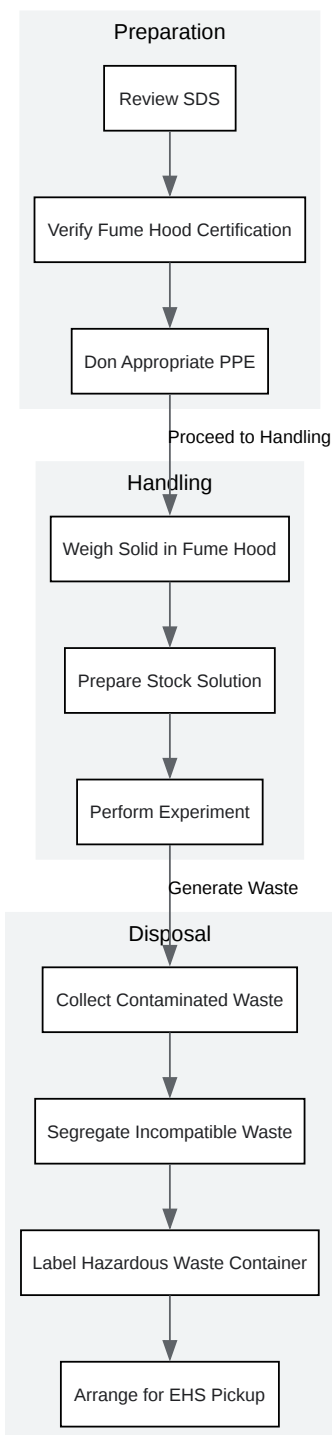 Preparation
Review SDS
Verify Fume Hood Certification
Don Appropriate PPE
Proceed to Handling
Handling
Weigh Solid in Fume Hood
Prepare Stock Solution
Perform Experiment
Generate Waste
Disposal
Collect Contaminated Waste
Segregate Incompatible Waste
Label Hazardous Waste Container
Arrange for EHS Pickup